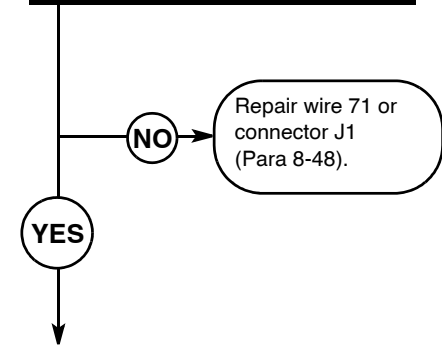 NO
Repair wire 71 or
connector J1
(Para 8-48).
YES